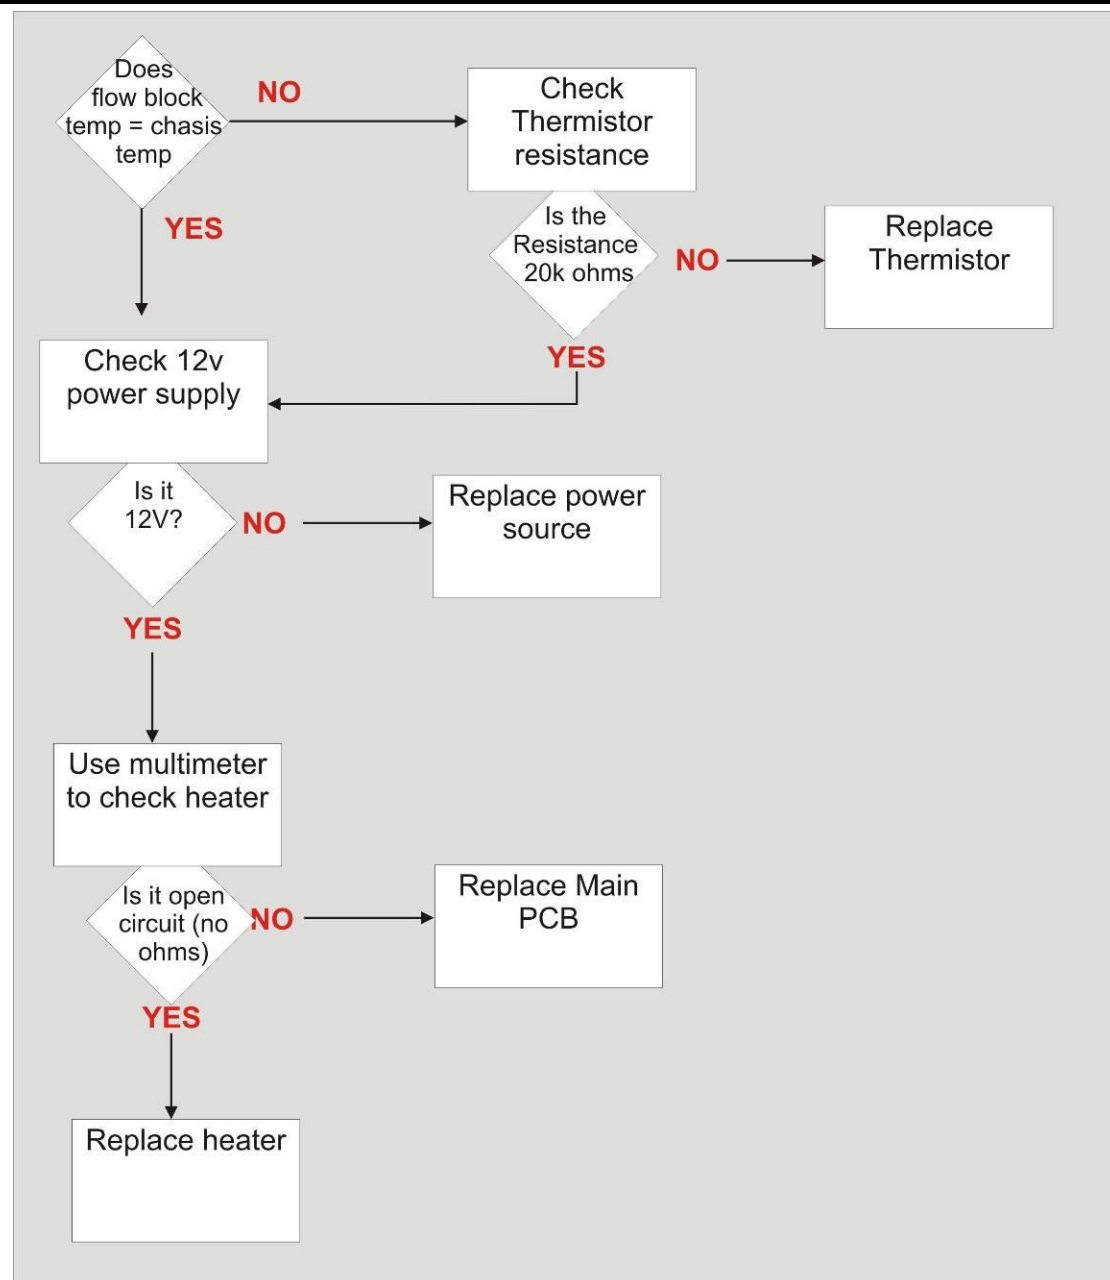 Does
flow block
temp = chasis
temp
NO
Check
Thermistor
resistance
YES
Is the
Resistance
20k ohms
NO
Replace
Thermistor
YES
Check 12v
power supply
Is it
12V?
NO
Replace power
source
YES
Use multimeter
to check heater
Is it open
circuit (no
ohms)
NO
Replace Main
PCB
YES
Replace heater